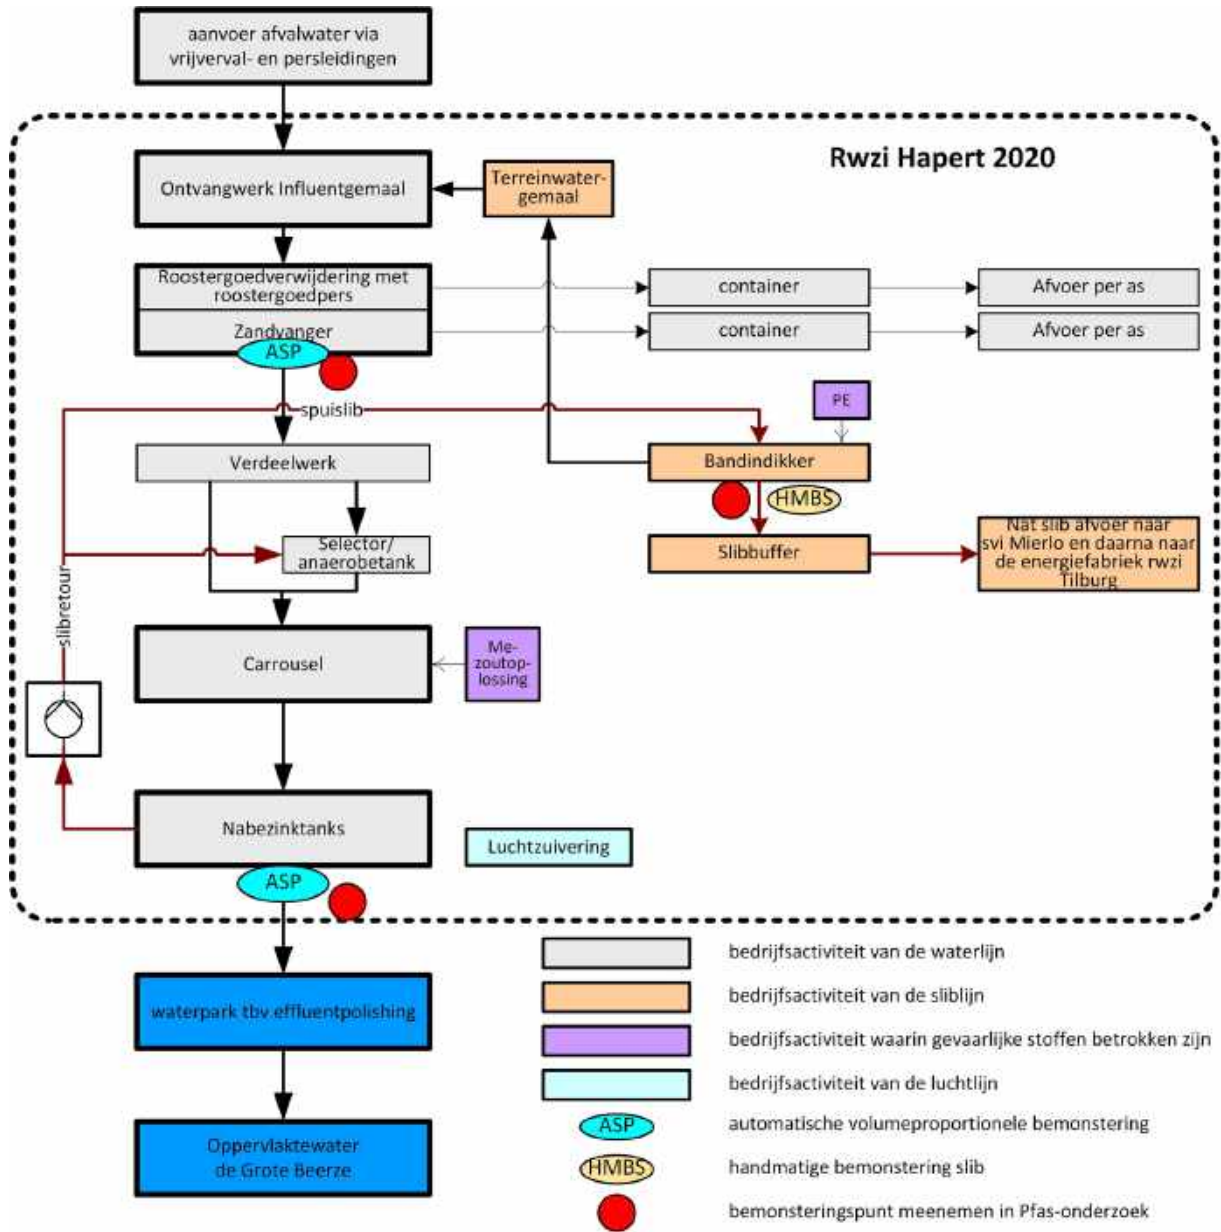 aanvoer afvalwater via
vrijverval- en persleidingen
Rwzi Hapert 2020
Ontvangwerk Influentgemaal
Terreinwater-
gemaal
Roostergoedverwijdering met
roostergoedpers
container
Afvoer per as
Zandvanger
container
Afvoer per as
ASP
spuislib
PE
Verdeelwerk
Bandindikker
HMBS
Selector/
anaerobetank
Slibbuffer
Nat slib afvoer naar
svi Mierlo en daarna naar
de energiefabriek rwzi
Tilburg
slibretour
Carrousel
Me-
zoutop-
lossing
Nabezinktanks
Luchtzuivering
ASP
waterpark tbv effluentpolishing
Oppervlaktewater
de Grote Beerze
bedrijfsactiviteit van de waterlijn
bedrijfsactiviteit van de sliblijn
bedrijfsactiviteit waarin gevaarlijke stoffen betrokken zijn
bedrijfsactiviteit van de luchtlijn
ASP
automatische volumeproportionele bemonstering
HMBS
handmatige bemonstering slib
bemonsteringspunt meenemen in Pfas-onderzoek